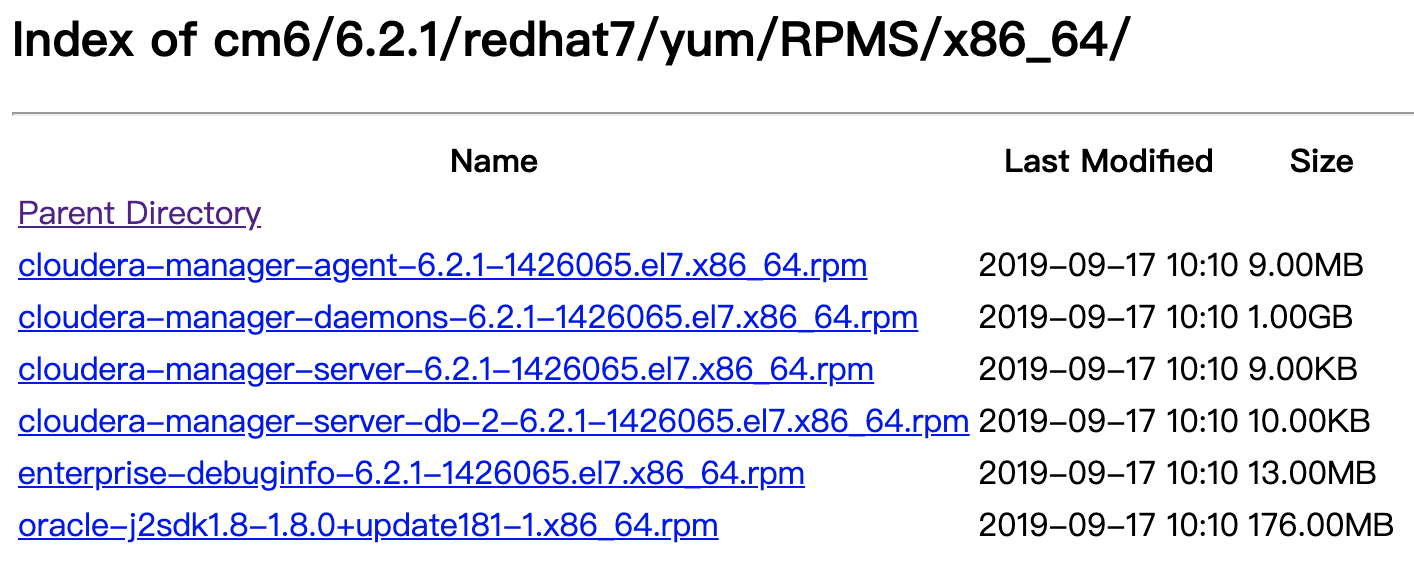 Index of cm6/6.2.1/redhat7/yum/RPMS/x86_64/
Name Last Modified Size
Parent Directory
cloudera-manager-agent-6.2.1-1426065.el7.x86_64.rpm 2019-09-17 10:10 9.00MB
cloudera-manager-daemons-6.2.1-1426065.el7.x86_64.rpm 2019-09-17 10:10 1.00GB
cloudera-manager-server-6.2.1-1426065.el7.x86_64.rpm 2019-09-17 10:10 9.00KB
cloudera-manager-server-db-2-6.2.1-1426065.el7.x86_64.rpm 2019-09-17 10:10 10.00KB
enterprise-debuginfo-6.2.1-1426065.el7.x86_64.rpm 2019-09-17 10:10 13.00MB
oracle-j2sdk1.8-1.8.0+update181-1.x86_64.rpm 2019-09-17 10:10 176.00MB